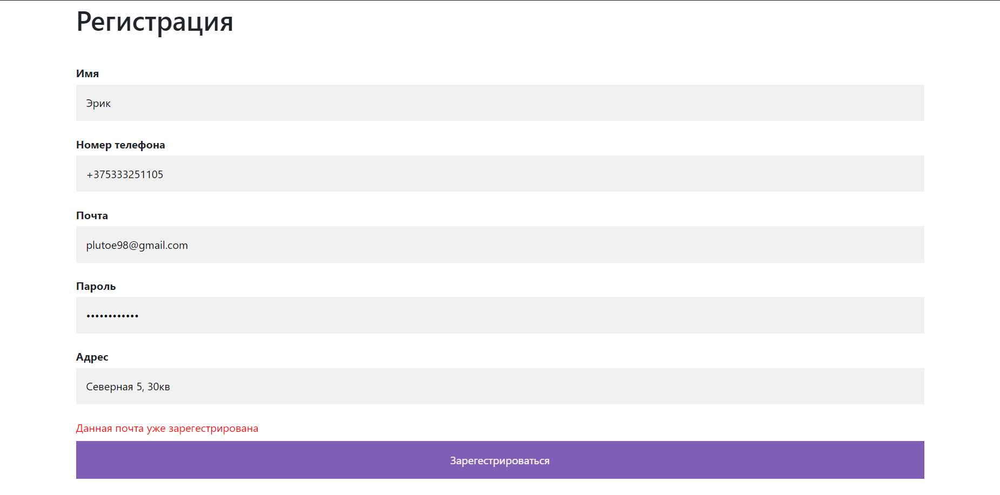 Регистрация
Имя
Эрик
Номер телефона
+375333251105
Почта
plutoe98@gmail.com
Пароль
••••••••••••
Адрес
Северная 5, 30кв
Данная почта уже зарегестрирована
Зарегестрироваться